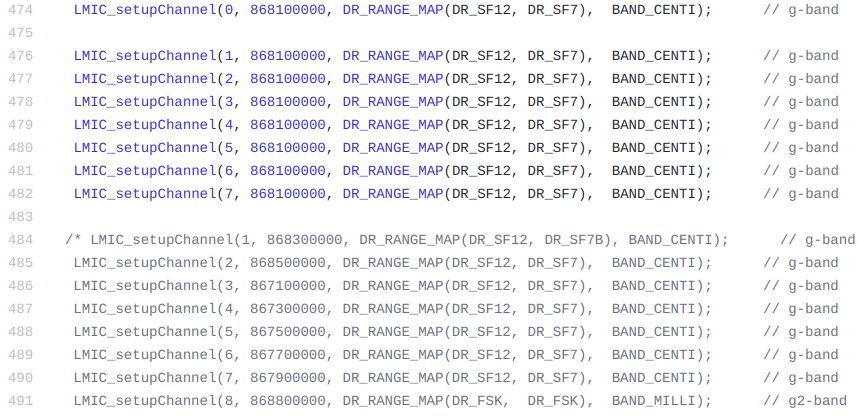 474 LMIC_setupChannel(0, 868100000, DR_RANGE_MAP(DR_SF12, DR_SF7),  BAND_CENTI);      // g-band
475
476 LMIC_setupChannel(1, 868100000, DR_RANGE_MAP(DR_SF12, DR_SF7),  BAND_CENTI);      // g-band
477 LMIC_setupChannel(2, 868100000, DR_RANGE_MAP(DR_SF12, DR_SF7),  BAND_CENTI);      // g-band
478 LMIC_setupChannel(3, 868100000, DR_RANGE_MAP(DR_SF12, DR_SF7),  BAND_CENTI);      // g-band
479 LMIC_setupChannel(4, 868100000, DR_RANGE_MAP(DR_SF12, DR_SF7),  BAND_CENTI);      // g-band
480 LMIC_setupChannel(5, 868100000, DR_RANGE_MAP(DR_SF12, DR_SF7),  BAND_CENTI);      // g-band
481 LMIC_setupChannel(6, 868100000, DR_RANGE_MAP(DR_SF12, DR_SF7),  BAND_CENTI);      // g-band
482 LMIC_setupChannel(7, 868100000, DR_RANGE_MAP(DR_SF12, DR_SF7),  BAND_CENTI);      // g-band
483
484 /* LMIC_setupChannel(1, 868300000, DR_RANGE_MAP(DR_SF12, DR_SF7B), BAND_CENTI);      // g-band
485 LMIC_setupChannel(2, 868500000, DR_RANGE_MAP(DR_SF12, DR_SF7),  BAND_CENTI);      // g-band
486 LMIC_setupChannel(3, 867100000, DR_RANGE_MAP(DR_SF12, DR_SF7),  BAND_CENTI);      // g-band
487 LMIC_setupChannel(4, 867300000, DR_RANGE_MAP(DR_SF12, DR_SF7),  BAND_CENTI);      // g-band
488 LMIC_setupChannel(5, 867500000, DR_RANGE_MAP(DR_SF12, DR_SF7),  BAND_CENTI);      // g-band
489 LMIC_setupChannel(6, 867700000, DR_RANGE_MAP(DR_SF12, DR_SF7),  BAND_CENTI);      // g-band
490 LMIC_setupChannel(7, 867900000, DR_RANGE_MAP(DR_SF12, DR_SF7),  BAND_CENTI);      // g-band
491 LMIC_setupChannel(8, 868800000, DR_RANGE_MAP(DR_FSK,  DR_FSK),  BAND_MILLI);      // g2-band